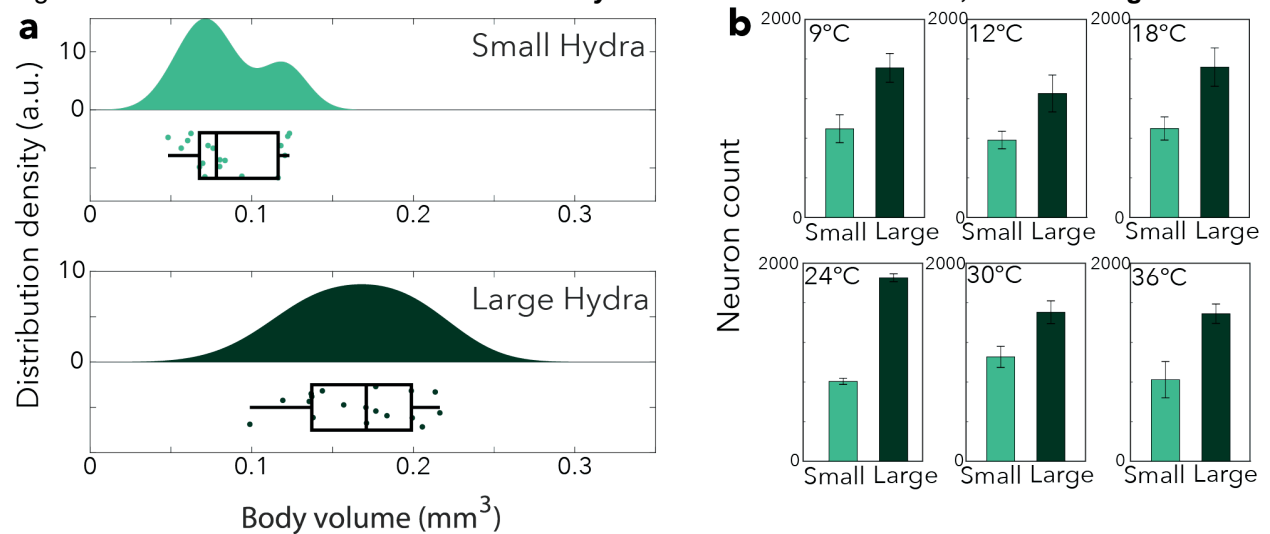 a
Distribution density (a.u.)
Small Hydra
10
0
0 0.1 0.2 0.3
Large Hydra
10
0
0 0.1 0.2 0.3
Body volume (mm³)
b
Neuron count
2000 2000 2000
9°C 12°C 18°C
0 0 0
Small Large Small Large Small Large
2000 2000 2000
24°C 30°C 36°C
0 0 0
Small Large Small Large Small Large